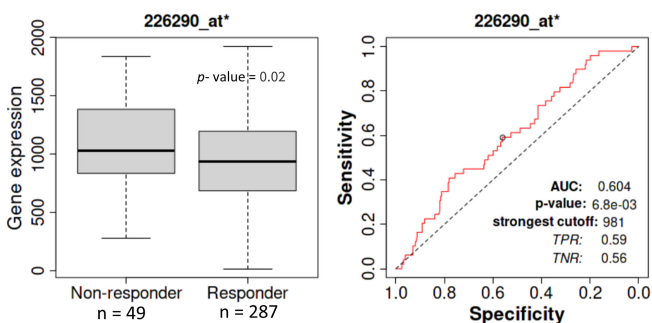 226290_at*
Gene expression
2000
1500
1000
500
0
p- value = 0.02
Non-responder
Responder
n = 49
n = 287
226290_at*
Sensitivity
1.0
0.8
0.6
0.4
0.2
0.0
AUC: 0.604
p-value: 6.8e-03
strongest cutoff: 981
TPR: 0.59
TNR: 0.56
1.0 0.8 0.6 0.4 0.2 0.0
Specificity